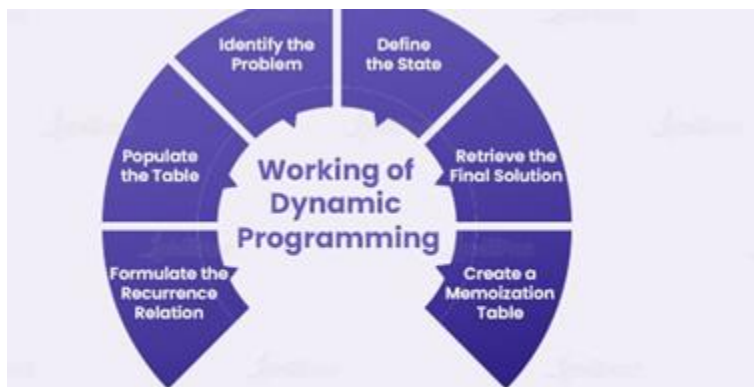 Identify the
Problem
Define
the State
Populate
the Table
Retrieve the
Final Solution
Working of
Dynamic
Programming
Formulate the
Recurrence
Relation
Create a
Memoization
Table